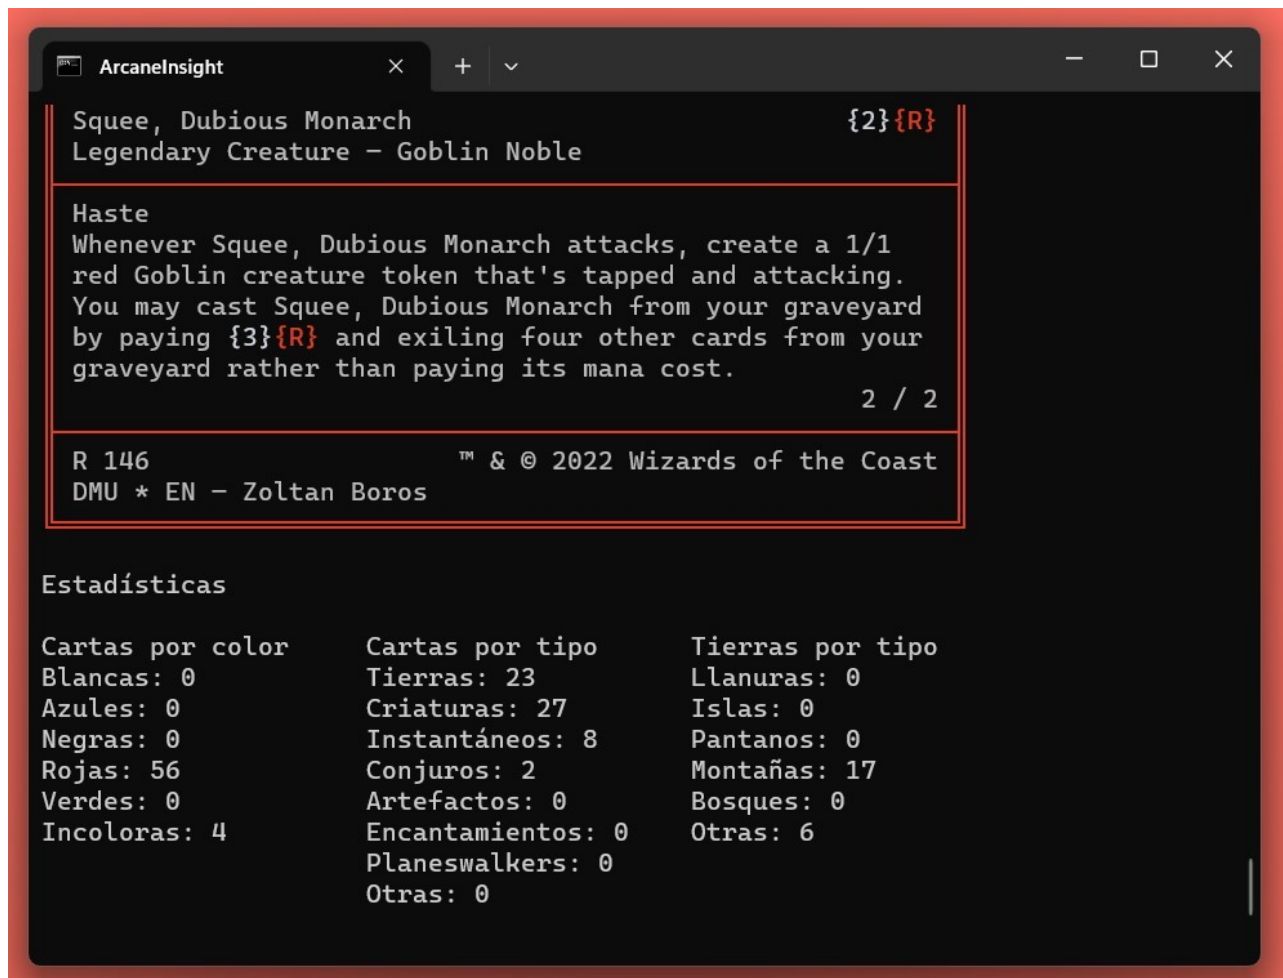 ArcaneInsight
Squee, Dubious Monarch {2}{R}
Legendary Creature — Goblin Noble
Haste
Whenever Squee, Dubious Monarch attacks, create a 1/1
red Goblin creature token that's tapped and attacking.
You may cast Squee, Dubious Monarch from your graveyard
by paying {3}{R} and exiling four other cards from your
graveyard rather than paying its mana cost.
2 / 2
R 146 ™ & © 2022 Wizards of the Coast
DMU * EN — Zoltan Boros
Estadísticas
Cartas por color Cartas por tipo Tierras por tipo
Blancas: 0 Tierras: 23 Llanuras: 0
Azules: 0 Criaturas: 27 Islas: 0
Negras: 0 Instantáneos: 8 Pantanos: 0
Rojas: 56 Conjuros: 2 Montañas: 17
Verdes: 0 Artefactos: 0 Bosques: 0
Incoloras: 4 Encantamientos: 0 Otras: 6
Planeswalkers: 0
Otras: 0